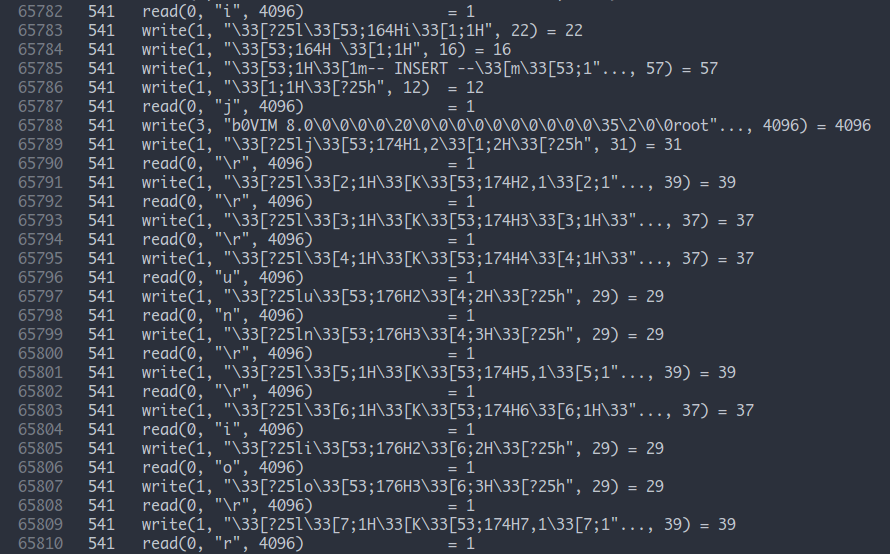 65782 541 read(0, "i", 4096) = 1
65783 541 write(1, "\33[?25l\33[53;164Hi\33[1;1H", 22) = 22
65784 541 write(1, "\33[53;164H \33[1;1H", 16) = 16
65785 541 write(1, "\33[53;1H\33[1m-- INSERT --\33[m\33[53;1"..., 57) = 57
65786 541 write(1, "\33[1;1H\33[?25h", 12) = 12
65787 541 read(0, "j", 4096) = 1
65788 541 write(3, "b0VIM 8.0\0\0\0\0\20\0\0\0\0\0\0\0\0\0\0\35\2\0\0root"..., 4096) = 4096
65789 541 write(1, "\33[?25lj\33[53;174H1,2\33[1;2H\33[?25h", 31) = 31
65790 541 read(0, "\r", 4096) = 1
65791 541 write(1, "\33[?25l\33[2;1H\33[K\33[53;174H2,1\33[2;1"..., 39) = 39
65792 541 read(0, "\r", 4096) = 1
65793 541 write(1, "\33[?25l\33[3;1H\33[K\33[53;174H3\33[3;1H\33"..., 37) = 37
65794 541 read(0, "\r", 4096) = 1
65795 541 write(1, "\33[?25l\33[4;1H\33[K\33[53;174H4\33[4;1H\33"..., 37) = 37
65796 541 read(0, "u", 4096) = 1
65797 541 write(1, "\33[?25lu\33[53;176H2\33[4;2H\33[?25h", 29) = 29
65798 541 read(0, "n", 4096) = 1
65799 541 write(1, "\33[?25ln\33[53;176H3\33[4;3H\33[?25h", 29) = 29
65800 541 read(0, "\r", 4096) = 1
65801 541 write(1, "\33[?25l\33[5;1H\33[K\33[53;174H5,1\33[5;1"..., 39) = 39
65802 541 read(0, "\r", 4096) = 1
65803 541 write(1, "\33[?25l\33[6;1H\33[K\33[53;174H6\33[6;1H\33"..., 37) = 37
65804 541 read(0, "i", 4096) = 1
65805 541 write(1, "\33[?25li\33[53;176H2\33[6;2H\33[?25h", 29) = 29
65806 541 read(0, "o", 4096) = 1
65807 541 write(1, "\33[?25lo\33[53;176H3\33[6;3H\33[?25h", 29) = 29
65808 541 read(0, "\r", 4096) = 1
65809 541 write(1, "\33[?25l\33[7;1H\33[K\33[53;174H7,1\33[7;1"..., 39) = 39
65810 541 read(0, "r", 4096) = 1